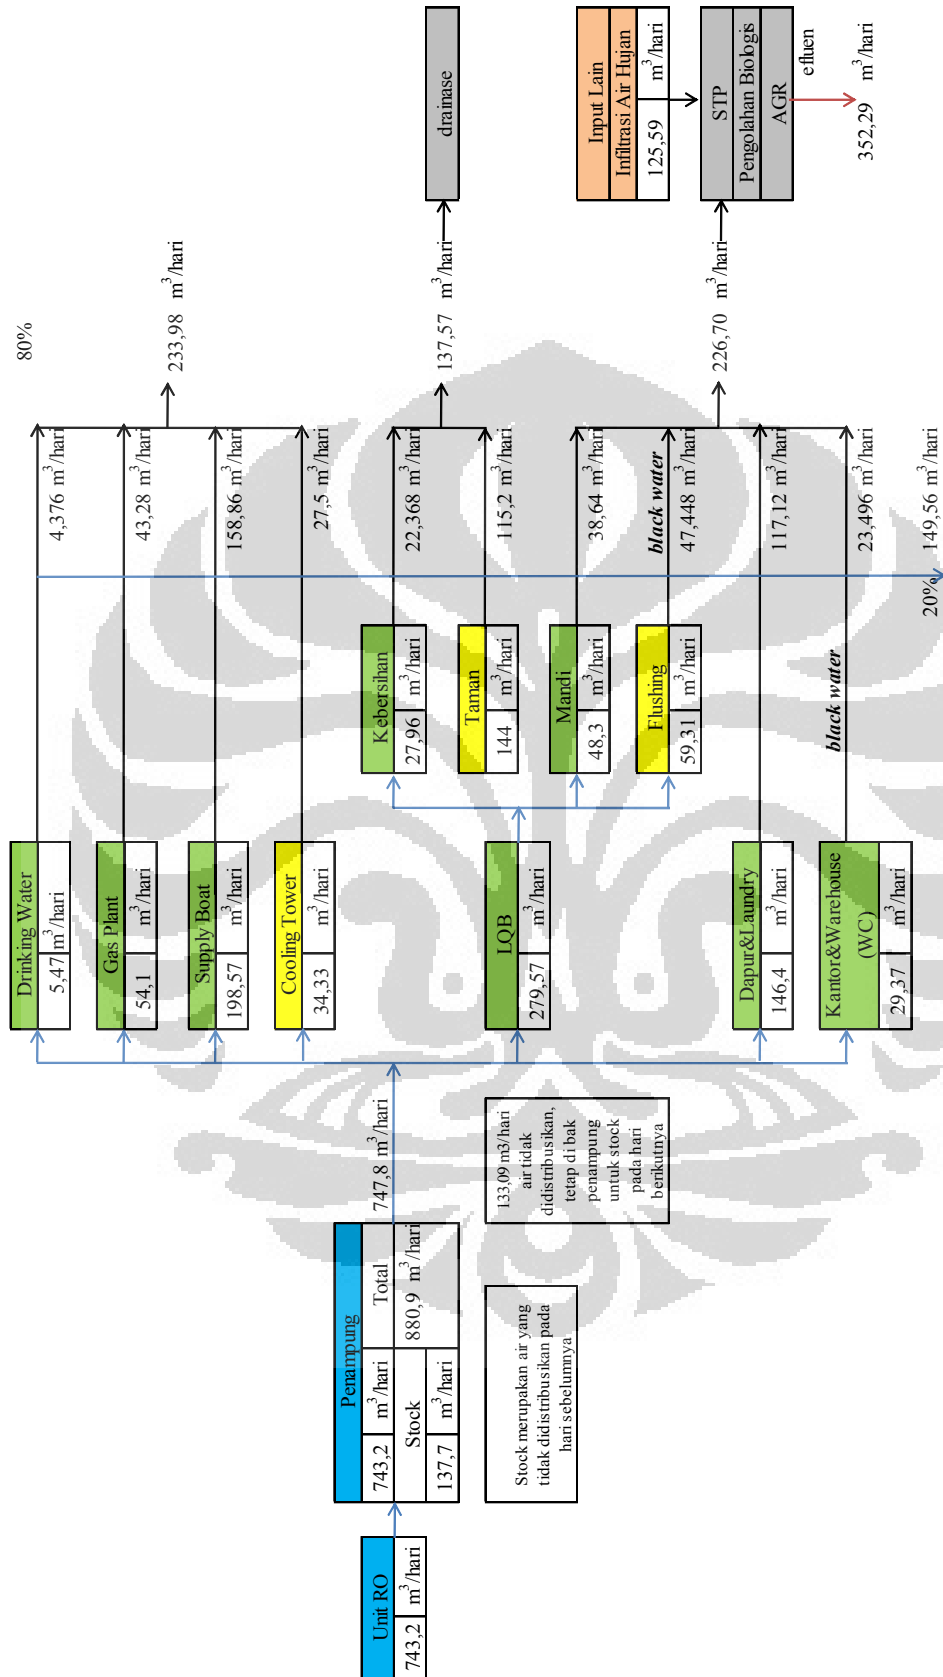 Unit RO
743,2 m³/hari
Penampung
743,2 m³/hari
Total
Stock
880,9 m³/hari
137,7 m³/hari
Stock merupakan air yang
tidak didistribusikan pada
hari sebelumnya
747,8 m³/hari
133,09 m3/hari
air tidak
didistribusikan,
tetap di bak
penampung
untuk stock
pada hari
berikutnya
Drinking Water
5,47 m³/hari
Gas Plant
54,1 m³/hari
Supply Boat
198,57 m³/hari
Cooling Tower
34,33 m³/hari
LQB
279,57 m³/hari
Dapur&Laundry
146,4 m³/hari
Kantor&Warehouse
(WC)
29,37 m³/hari
Kebersihan
27,96 m³/hari
Taman
144 m³/hari
Mandi
48,3 m³/hari
Flushing
59,31 m³/hari
black water
20%
149,56 m³/hari
4,376 m³/hari
43,28 m³/hari
158,86 m³/hari
27,5 m³/hari
22,368 m³/hari
115,2 m³/hari
38,64 m³/hari
black water
47,448 m³/hari
117,12 m³/hari
23,496 m³/hari
80%
233,98 m³/hari
137,57 m³/hari
226,70 m³/hari
drainase
Input Lain
Infiltrasi Air Hujan
125,59 m³/hari
STP
Pengolahan Biologis
AGR
efluen
352,29 m³/hari